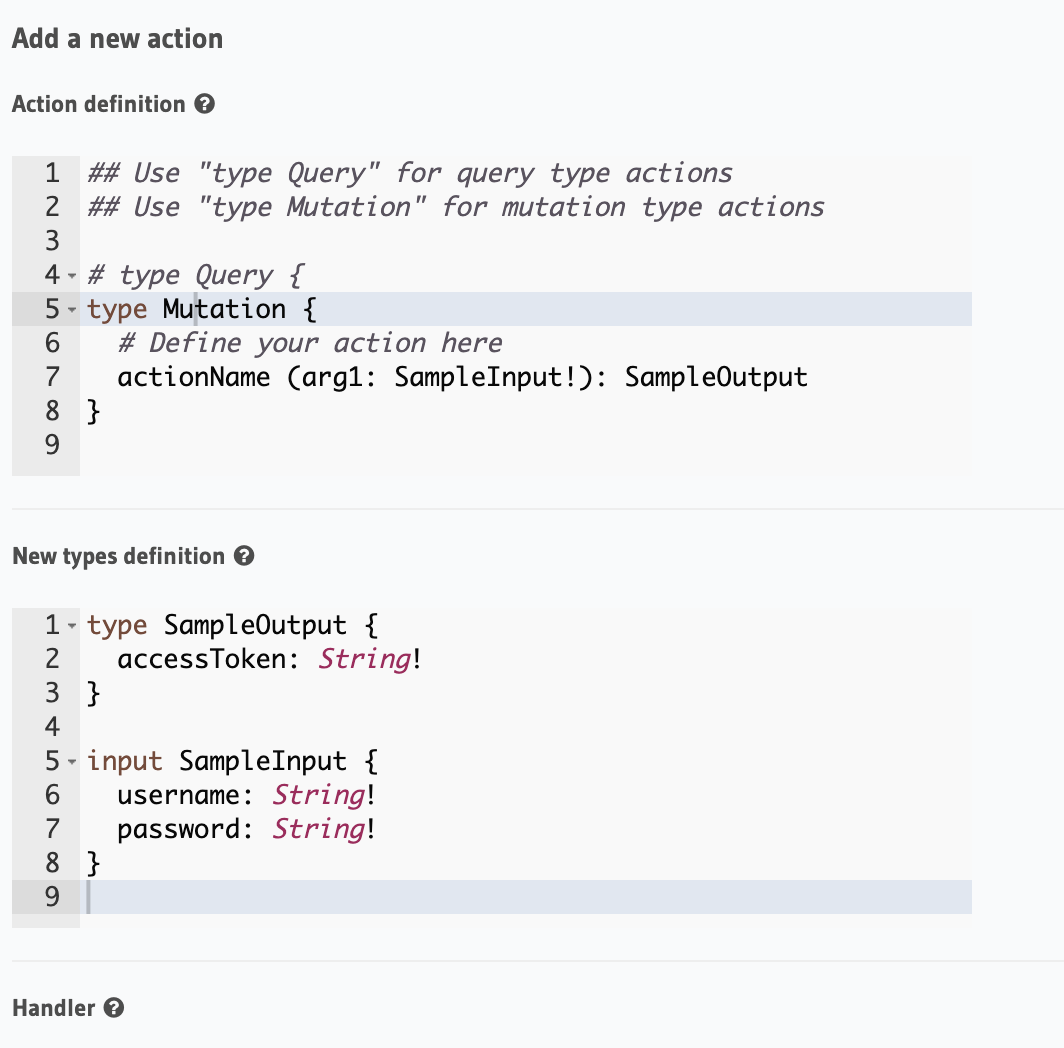 Add a new action
Action definition ?
1 ## Use "type Query" for query type actions
2 ## Use "type Mutation" for mutation type actions
3
4 # type Query {
5 type Mutation {
6 # Define your action here
7 actionName (arg1: SampleInput!): SampleOutput
8 }
9
New types definition ?
1 type SampleOutput {
2 accessToken: String!
3 }
4
5 input SampleInput {
6 username: String!
7 password: String!
8 }
9
Handler ?